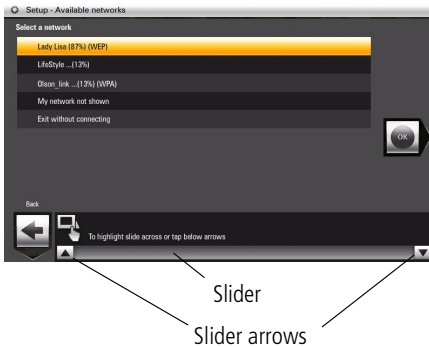 Setup - Available networks
Select a network
Lady Lisa (87%) (WEP)
LifeStyle ...(13%)
Olson_link ...(13%) (WPA)
My network not shown
Exit without connecting
OK
Back
To highlight slide across or tap below arrows
Slider
Slider arrows